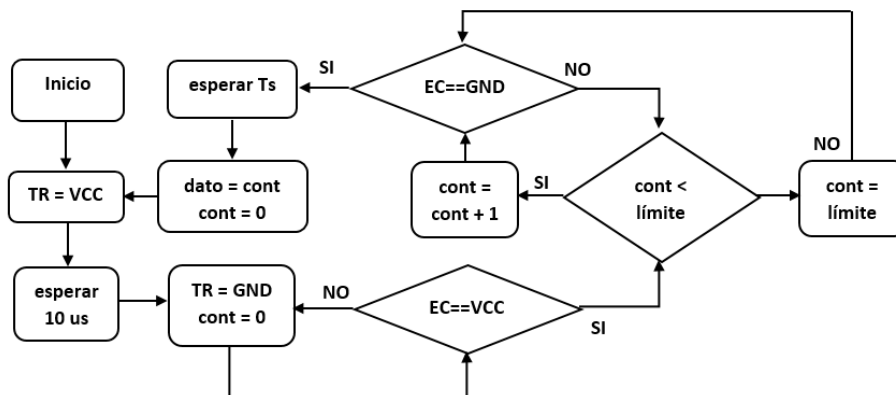 Inicio
esperar Ts
SI
EC==GND
NO
TR = VCC
dato = cont
cont = 0
cont =
cont + 1
SI
cont <
límite
NO
cont =
límite
esperar
10 us
TR = GND
cont = 0
NO
EC==VCC
SI